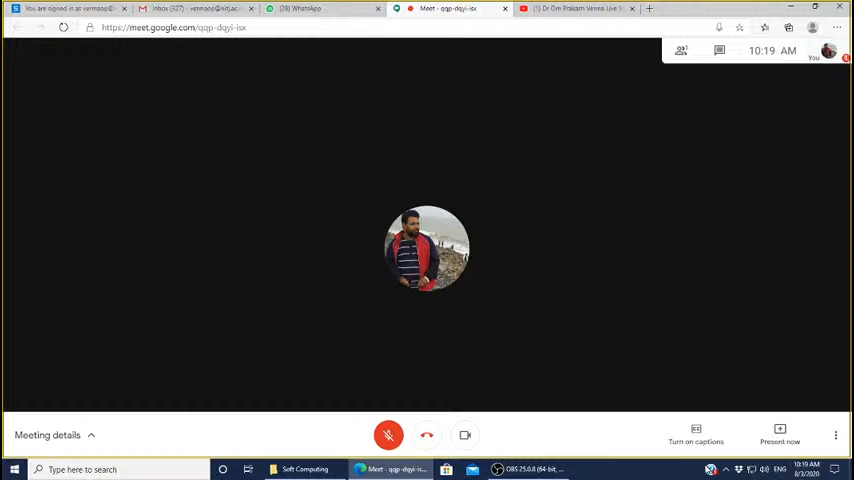 You are signed in as vermaop@
Inbox (327) - vermaop@nitj.ac.i
(28) WhatsApp
Meet - qqp-dqyi-isx
(1) Dr Om Prakash Verma Live S
https://meet.google.com/qqp-dqyi-isx
1
10:19 AM
You
Meeting details
Turn on captions
Present now
Type here to search
Soft Computing
Meet - qqp-dqyi-is...
OBS 25.0.8 (64-bit, ...
ENG
10:19 AM
8/3/2020